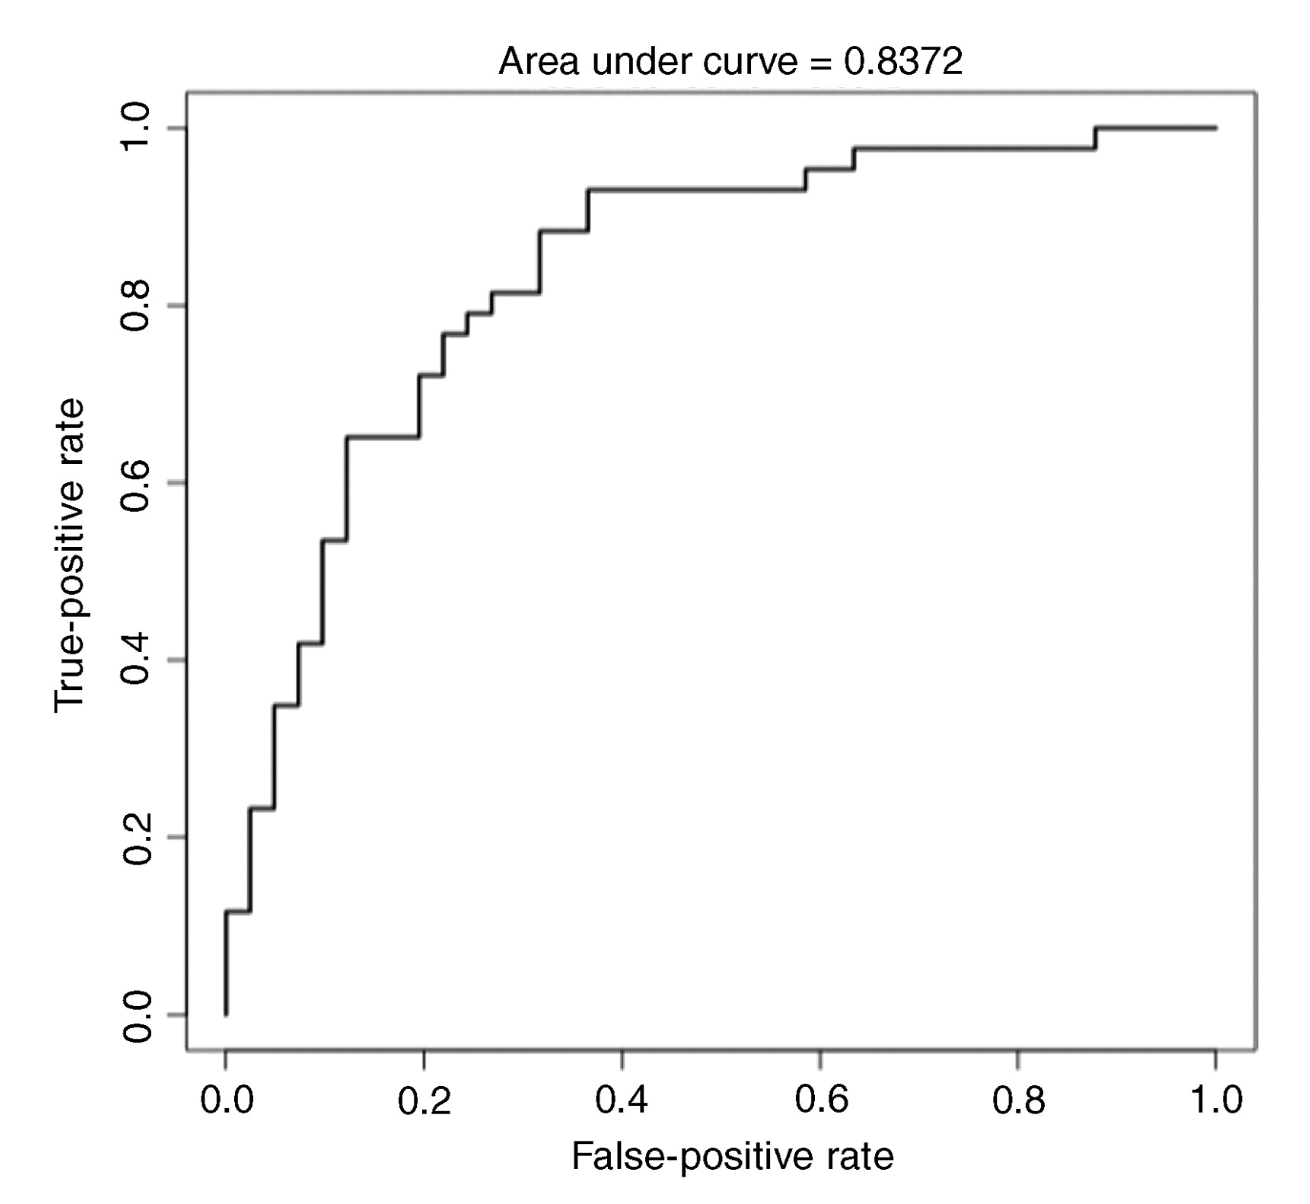 Area under curve = 0.8372
1.0
0.8
0.6
0.4
0.2
0.0
True-positive rate
0.0 0.2 0.4 0.6 0.8 1.0
False-positive rate